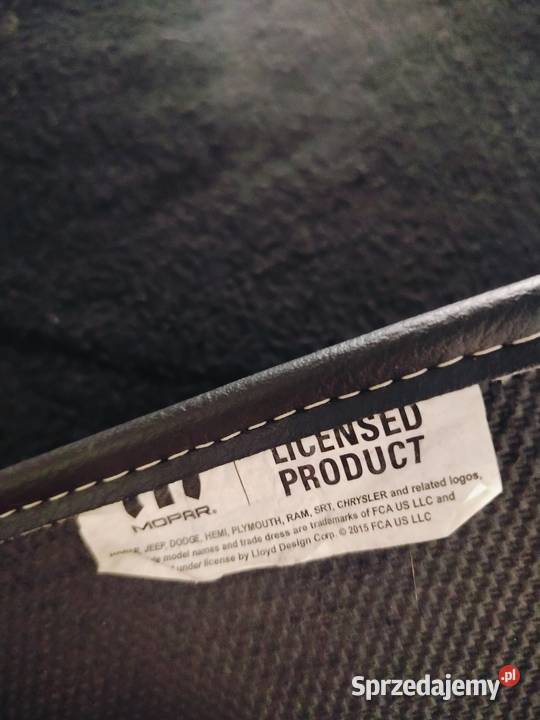 LICENSED
PRODUCT
MOPAR.
JEEP, DODGE, HEMI, PLYMOUTH, RAM, SRT, CHRYSLER and related logos,
model names and trade dress are trademarks of FCA US LLC and
under license by Lloyd Design Corp. © 2015 FCA US LLC
Sprzedajemy.pl